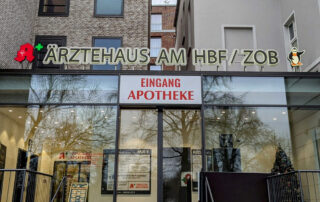 ÄRZTEHAUS AM HBF / ZOB
EINGANG
APOTHEKE